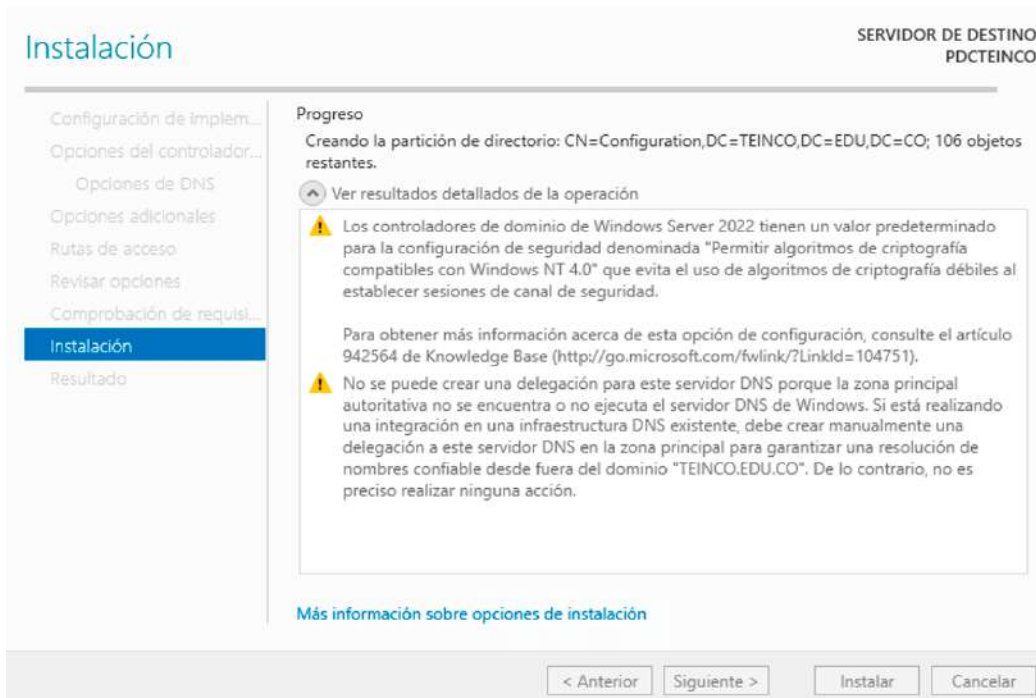 Instalación
SERVIDOR DE DESTINO
PDCTEINCO
Configuración de implem...
Opciones del controlador...
Opciones de DNS
Opciones adicionales
Rutas de acceso
Revisar opciones
Comprobación de requisi...
Instalación
Resultado
Progreso
Creando la partición de directorio: CN=Configuration,DC=TEINCO,DC=EDU,DC=CO; 106 objetos
restantes.
Ver resultados detallados de la operación
Los controladores de dominio de Windows Server 2022 tienen un valor predeterminado
para la configuración de seguridad denominada "Permitir algoritmos de criptografía
compatibles con Windows NT 4.0" que evita el uso de algoritmos de criptografía débiles al
establecer sesiones de canal de seguridad.
Para obtener más información acerca de esta opción de configuración, consulte el artículo
942564 de Knowledge Base (http://go.microsoft.com/fwlink/?LinkId=104751).
No se puede crear una delegación para este servidor DNS porque la zona principal
autoritativa no se encuentra o no ejecuta el servidor DNS de Windows. Si está realizando
una integración en una infraestructura DNS existente, debe crear manualmente una
delegación a este servidor DNS en la zona principal para garantizar una resolución de
nombres confiable desde fuera del dominio "TEINCO.EDU.CO". De lo contrario, no es
preciso realizar ninguna acción.
Más información sobre opciones de instalación
< Anterior
Siguiente >
Instalar
Cancelar